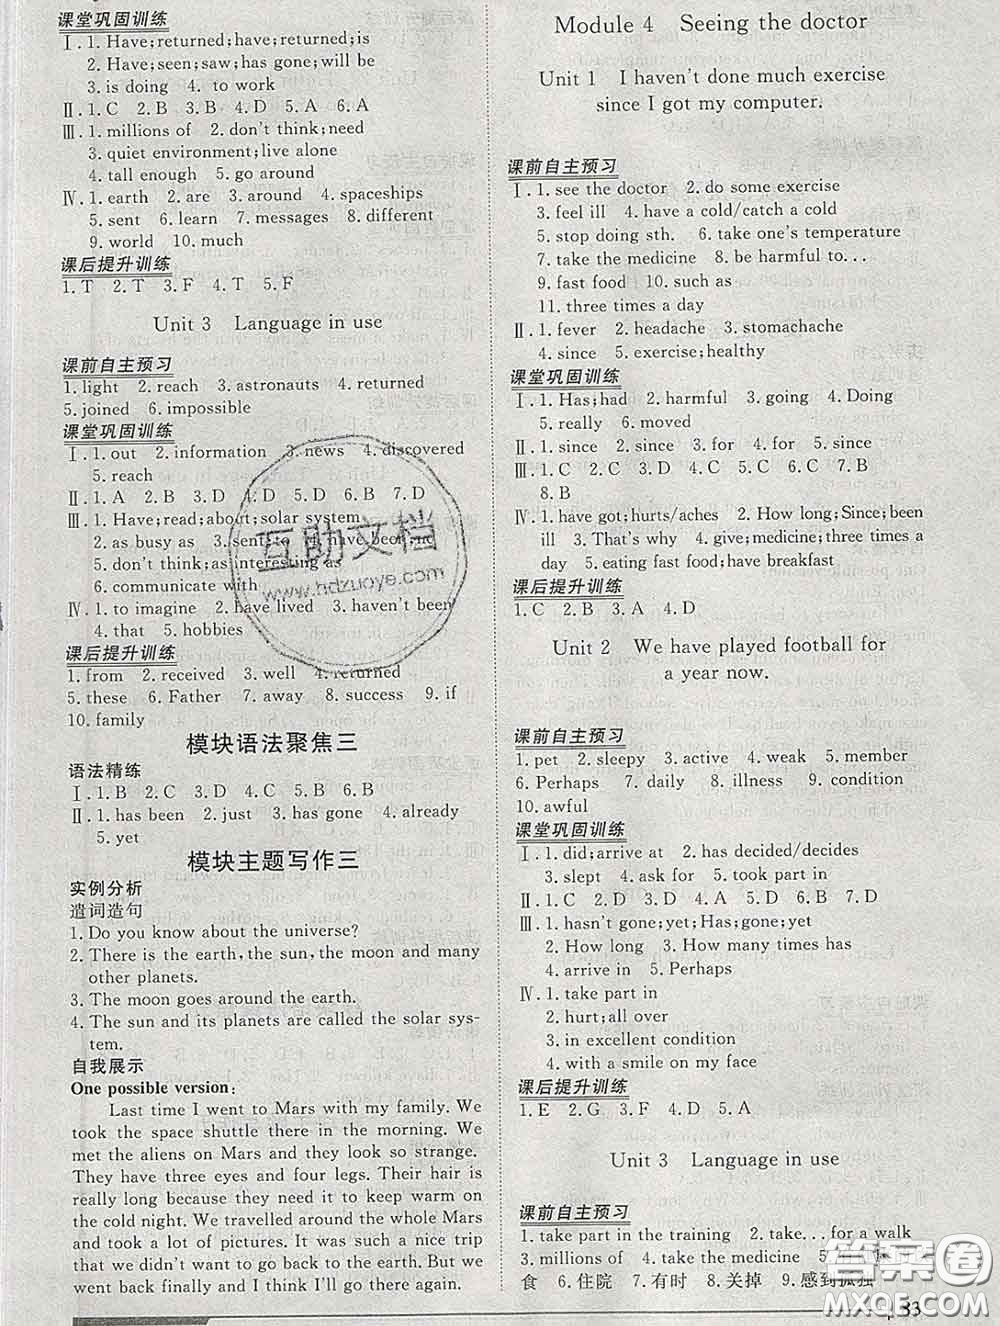 课堂巩固训练
Ⅰ. 1. Have;returned;have;returned;is
2. Have;seen;saw;has gone;will be
3. is doing 4. to work
Ⅱ. 1. C 2. B 3. B 4. D 5. A 6. A
Ⅲ. 1. millions of 2. don't think;need
3. quiet environment;live alone
4. tall enough 5. go around
Ⅳ. 1. earth 2. are 3. around 4. spaceships
5. sent 6. learn 7. messages 8. different
9. world 10. much
课后提升训练
1. T 2. T 3. F 4. T 5. F
Unit 3 Language in use
课前自主预习
1. light 2. reach 3. astronauts 4. returned
5. joined 6. impossible
课堂巩固训练
Ⅰ. 1. out 2. information 3. news 4. discovered
5. reach
Ⅱ. 1. A 2. B 3. D 4. D 5. B 6. B 7. D
Ⅲ. 1. Have;read;about;solar system
2. as busy as 3. sent to 4. have been
5. don't think;as interesting as
6. communicate with
Ⅳ. 1. to imagine 2. have lived 3. haven't been
4. that 5. hobbies
课后提升训练
1. from 2. received 3. well 4. returned
5. these 6. Father 7. away 8. success 9. if
10. family
模块语法聚焦三
语法精练
Ⅰ. 1. B 2. C 3. D 4. C 5. B 6. B
Ⅱ. 1. has been 2. just 3. has gone 4. already
5. yet
模块主题写作三
实例分析
遣词造句
1. Do you know about the universe?
2. There is the earth, the sun, the moon and many
other planets.
3. The moon goes around the earth.
4. The sun and its planets are called the solar sys-
tem.
自我展示
One possible version:
Last time I went to Mars with my family. We
took the space shuttle there in the morning. We
met the aliens on Mars and they look so strange.
They have three eyes and four legs. Their hair is
really long because they need it to keep warm on
the cold night. We travelled around the whole Mars
and took a lot of pictures. It was such a nice trip
that we didn't want to go back to the earth. But we
went back finally and I think I'll go there again.
Module 4 Seeing the doctor
Unit 1 I haven't done much exercise
since I got my computer.
课前自主预习
Ⅰ. 1. see the doctor 2. do some exercise
3. feel ill 4. have a cold/catch a cold
5. stop doing sth. 6. take one's temperature
7. take the medicine 8. be harmful to...
9. fast food 10. such as
11. three times a day
Ⅱ. 1. fever 2. headache 3. stomachache
4. since 5. exercise;healthy
课堂巩固训练
Ⅰ. 1. Has;had 2. harmful 3. going 4. Doing
5. really 6. moved
Ⅱ. 1. since 2. since 3. for 4. for 5. since
Ⅲ. 1. C 2. C 3. D 4. C 5. B 6. A 7. C
8. B
Ⅳ. 1. have got;hurts/aches 2. How long;Since;been
ill 3. That's why 4. give;medicine;three times a
day 5. eating fast food;have breakfast
课后提升训练
1. C 2. B 3. A 4. D
Unit 2 We have played football for
a year now.
课前自主预习
1. pet 2. sleepy 3. active 4. weak 5. member
6. Perhaps 7. daily 8. illness 9. condition
10. awful
课堂巩固训练
Ⅰ. 1. did;arrive at 2. has decided/decides
3. slept 4. ask for 5. took part in
Ⅱ. 1. C 2. D 3. D 4. C 5. A 6. D 7. D
Ⅲ. 1. hasn't gone;yet;Has;gone;yet
2. How long 3. How many times has
4. arrive in 5. Perhaps
Ⅳ. 1. take part in
2. hurt;all over
3. in excellent condition
4. with a smile on my face
课后提升训练
1. E 2. G 3. F 4. D 5. A
Unit 3 Language in use
课前自主预习
1. take part in the training 2. take...for a walk
3. millions of 4. take the medicine 5.
食 6. 住院 7. 有时 8. 关掉 9. 感到孤独
83
互助文档
www.hbzuoye.com
答案圈
MXQE.COM